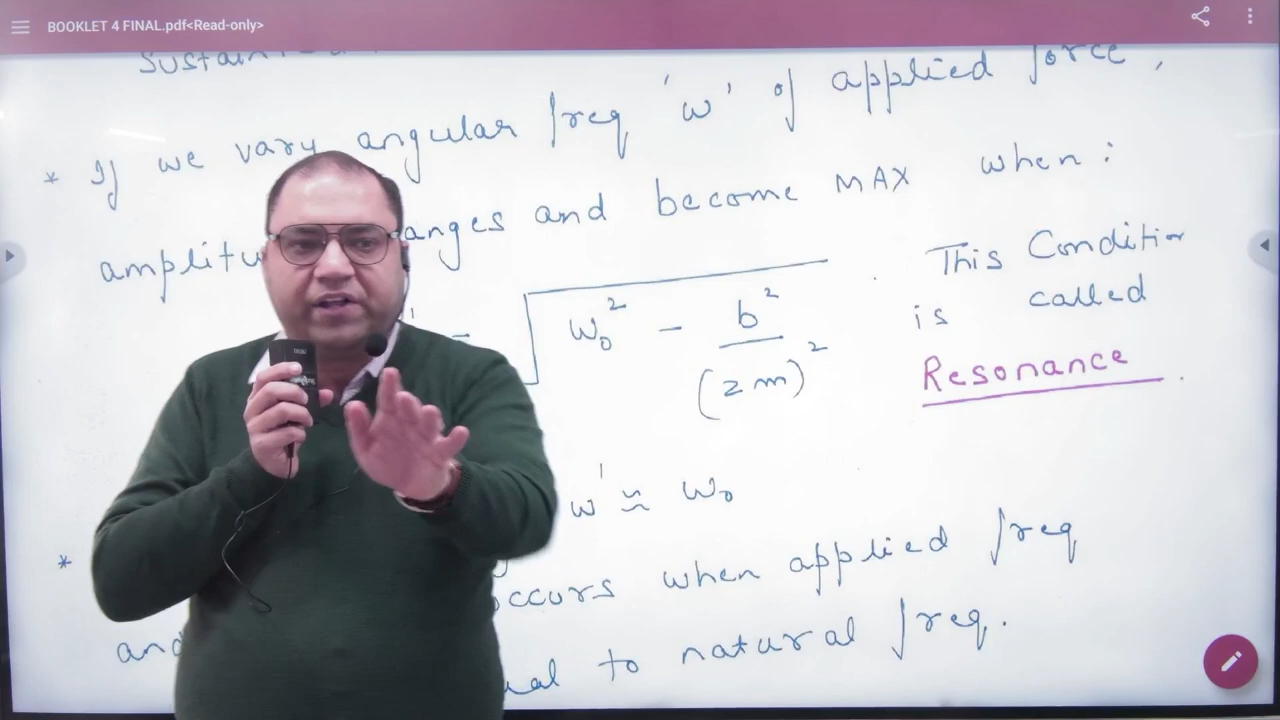 BOOKLET 4 FINAL.pdf<Read-only>
* If we vary angular freq 'w' of applied force,
anges and become MAX when :
= √ w₀² - b² / (2m)² . This Condition
is called
Resonance .
w' ≈ w₀
* occurs when applied freq
and to natural freq.